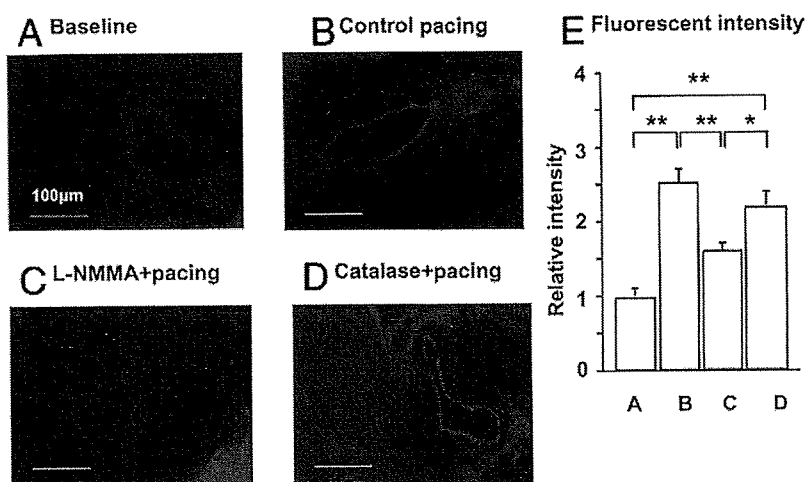 A Baseline
100µm
B Control pacing
C L-NMMA+pacing
D Catalase+pacing
E Fluorescent intensity
Relative intensity
4
3
2
1
0
**
** ** *
A B C D